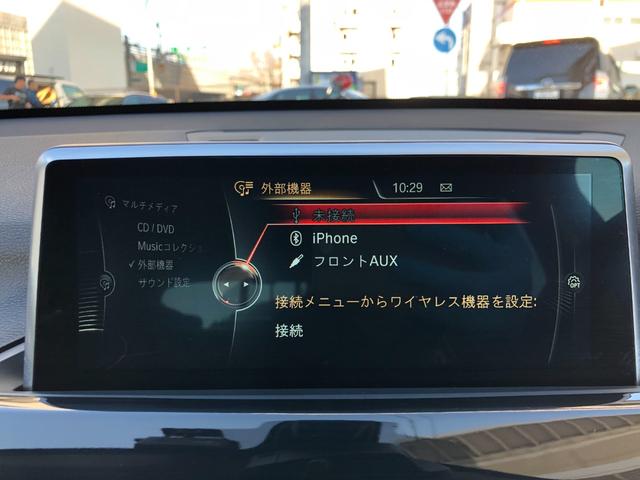 外部機器
10:29
マルチメディア
CD / DVD
Musicコレクショ
外部機器
サウンド設定
未接続
iPhone
フロントAUX
接続メニューからワイヤレス機器を設定:
接続
OPT